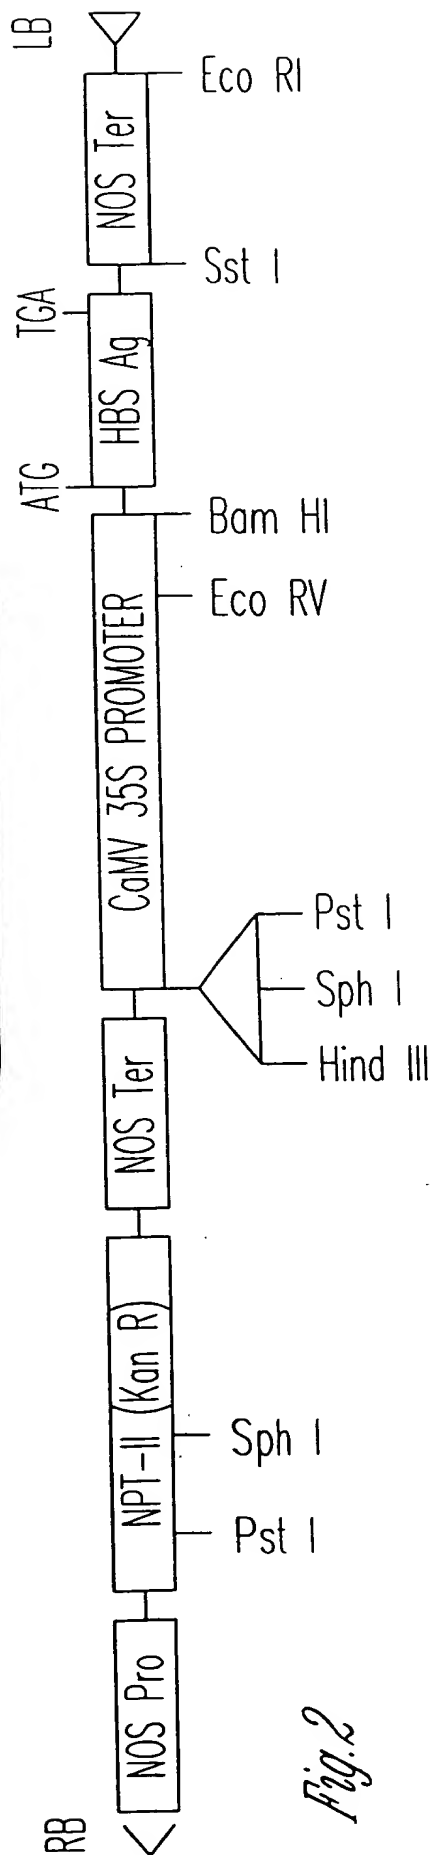 LB
Eco RI
NOS Ter
Sst I
TGA
HBS Ag
ATG
Bam HI
Eco RV
CaMV 35S PROMOTER
Pst I
Sph I
Hind III
NOS Ter
NPT-II (Kan R)
Sph I
Pst I
NOS Pro
RB
Fig.2